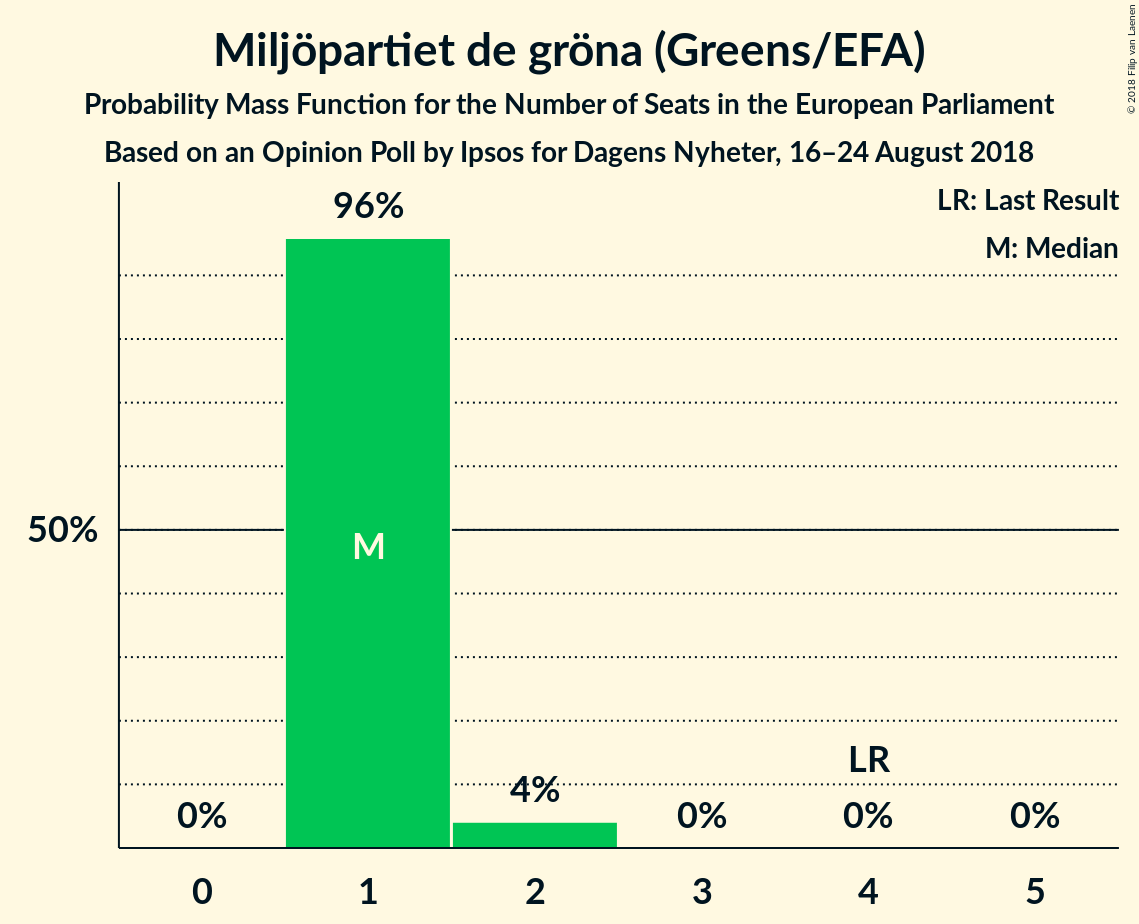 Miljöpartiet de gröna (Greens/EFA)
Probability Mass Function for the Number of Seats in the European Parliament
Based on an Opinion Poll by Ipsos for Dagens Nyheter, 16–24 August 2018
© 2018 Filip van Laenen
LR: Last Result
M: Median
96%
50%
M
LR
0%
4%
0%
0%
0%
0 1 2 3 4 5